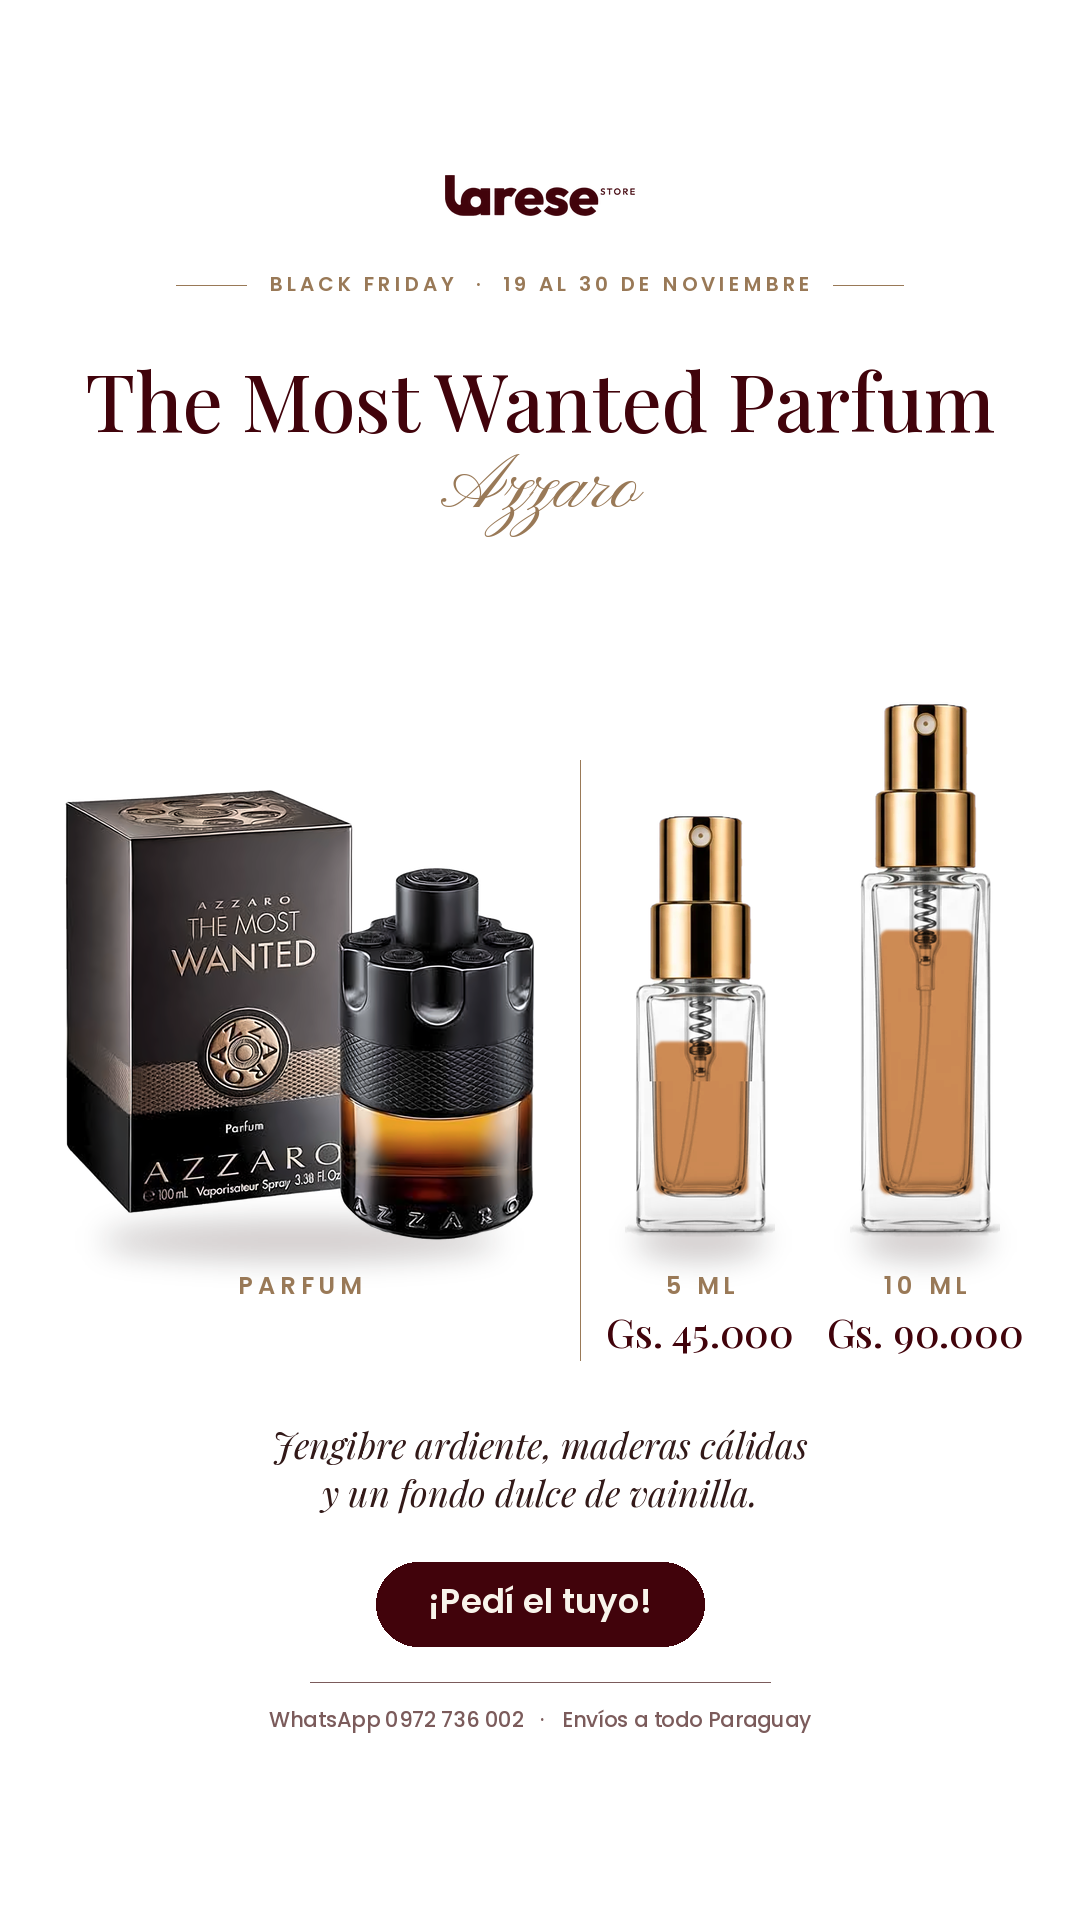 larese STORE
BLACK FRIDAY · 19 AL 30 DE NOVIEMBRE
The Most Wanted Parfum
Azzaro
AZZARO
THE MOST
WANTED
AZZARO
Parfum
AZZARO
e 100 mL Vaporisateur Spray 3.38 Fl. Oz
AZZARO
PARFUM
5 ML
Gs. 45.000
10 ML
Gs. 90.000
Jengibre ardiente, maderas cálidas
y un fondo dulce de vainilla.
¡Pedí el tuyo!
WhatsApp 0972 736 002 · Envíos a todo Paraguay